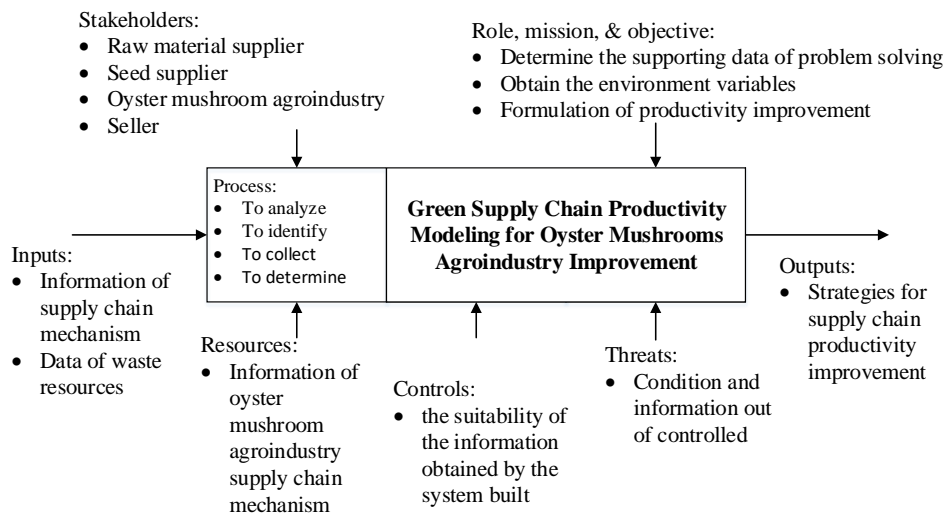 Stakeholders:
• Raw material supplier
• Seed supplier
• Oyster mushroom agroindustry
• Seller
Role, mission, & objective:
• Determine the supporting data of problem solving
• Obtain the environment variables
• Formulation of productivity improvement
Process:
• To analyze
• To identify
• To collect
• To determine
Green Supply Chain Productivity
Modeling for Oyster Mushrooms
Agroindustry Improvement
Inputs:
• Information of
supply chain
mechanism
• Data of waste
resources
Outputs:
• Strategies for
supply chain
productivity
improvement
Resources:
• Information of
oyster
mushroom
agroindustry
supply chain
mechanism
Controls:
• the suitability of
the information
obtained by the
system built
Threats:
• Condition and
information out
of controlled